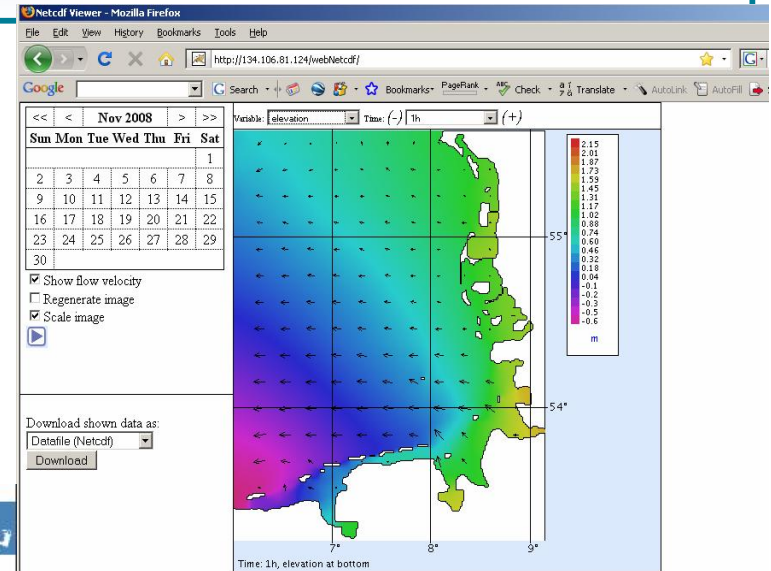 Netcdf Viewer - Mozilla Firefox
File Edit View History Bookmarks Tools Help
http://134.106.81.124/webNetcdf/ G
Google G Search Bookmarks PageRank ABC Check Translate AutoLink AutoFill
<< < Nov 2008 > >>
Sun Mon Tue Wed Thu Fri Sat
1
2 3 4 5 6 7 8
9 10 11 12 13 14 15
16 17 18 19 20 21 22
23 24 25 26 27 28 29
30
Show flow velocity
Regenerate image
Scale image
Download shown data as:
Datafile (Netcdf)
Download
Variable: elevation Time: (-) 1h (+)
2.15
2.01
1.87
1.73
1.59
1.45
1.31
1.17
1.02
0.88
0.74
0.60
0.46
0.32
0.18
0.04
-0.1
-0.2
-0.3
-0.5
-0.6
m
55°
54°
7° 8° 9°
Time: 1h, elevation at bottom